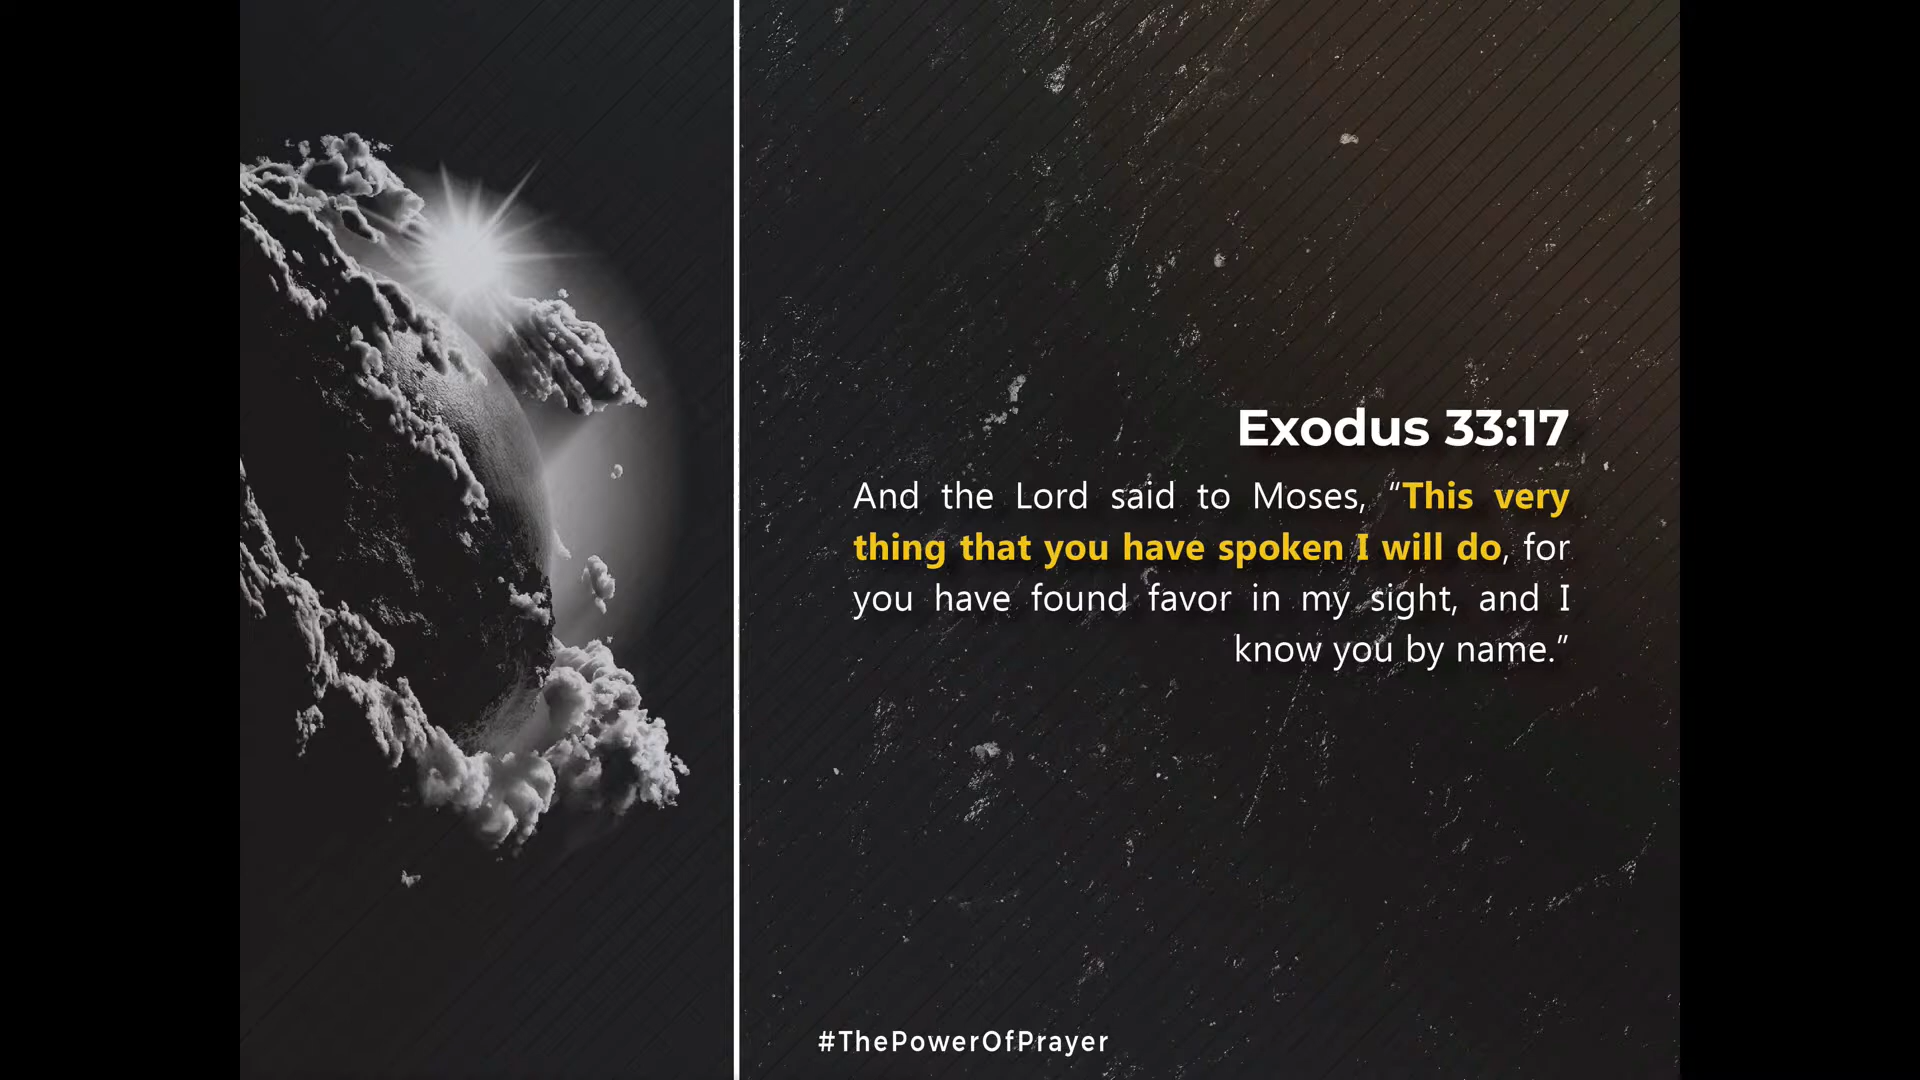 Exodus 33:17
And the Lord said to Moses, “This very
thing that you have spoken I will do, for
you have found favor in my sight, and I
know you by name.”
#ThePowerOfPrayer